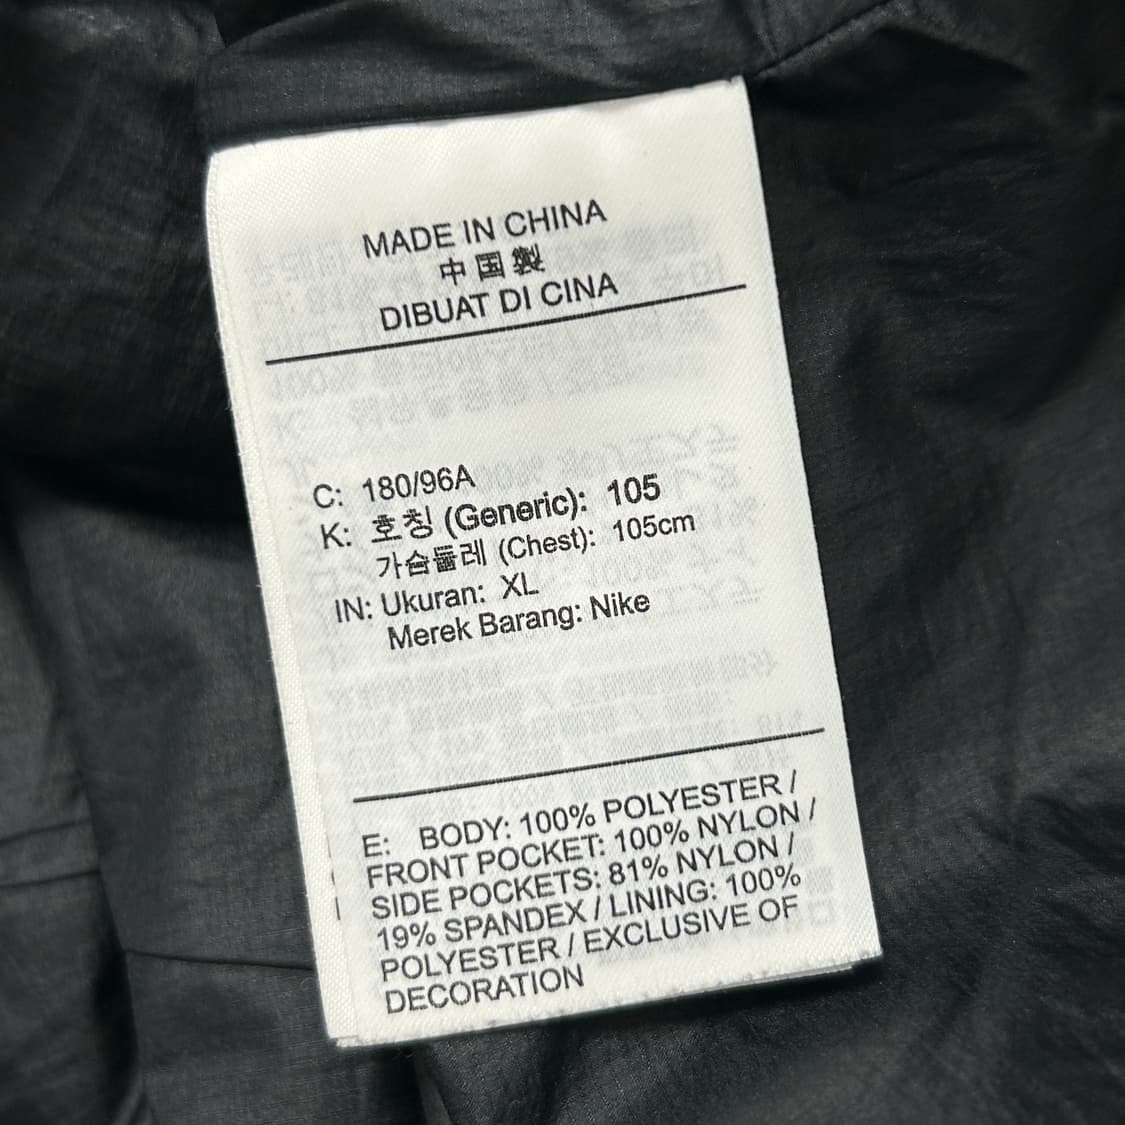 MADE IN CHINA
中国製
DIBUAT DI CINA
C: 180/96A
K: 호칭 (Generic): 105
가슴둘레 (Chest): 105cm
IN: Ukuran: XL
Merek Barang: Nike
E: BODY: 100% POLYESTER /
FRONT POCKET: 100% NYLON /
SIDE POCKETS: 81% NYLON /
19% SPANDEX / LINING: 100%
POLYESTER / EXCLUSIVE OF
DECORATION